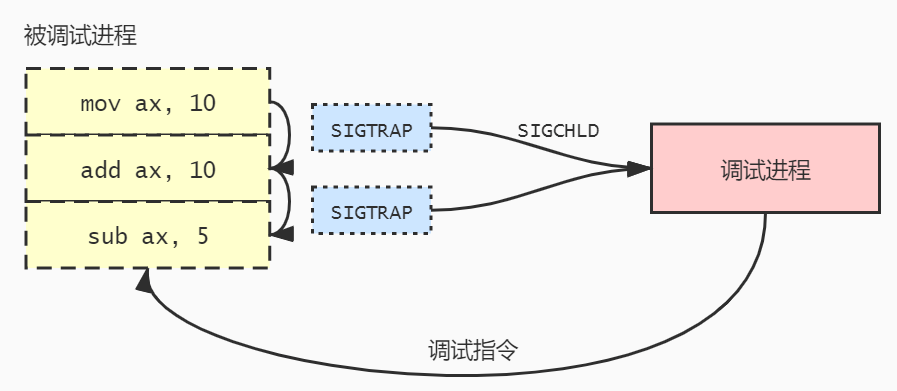 被调试进程
mov ax, 10
add ax, 10
sub ax, 5
SIGTRAP
SIGCHLD
SIGTRAP
调试进程
调试指令